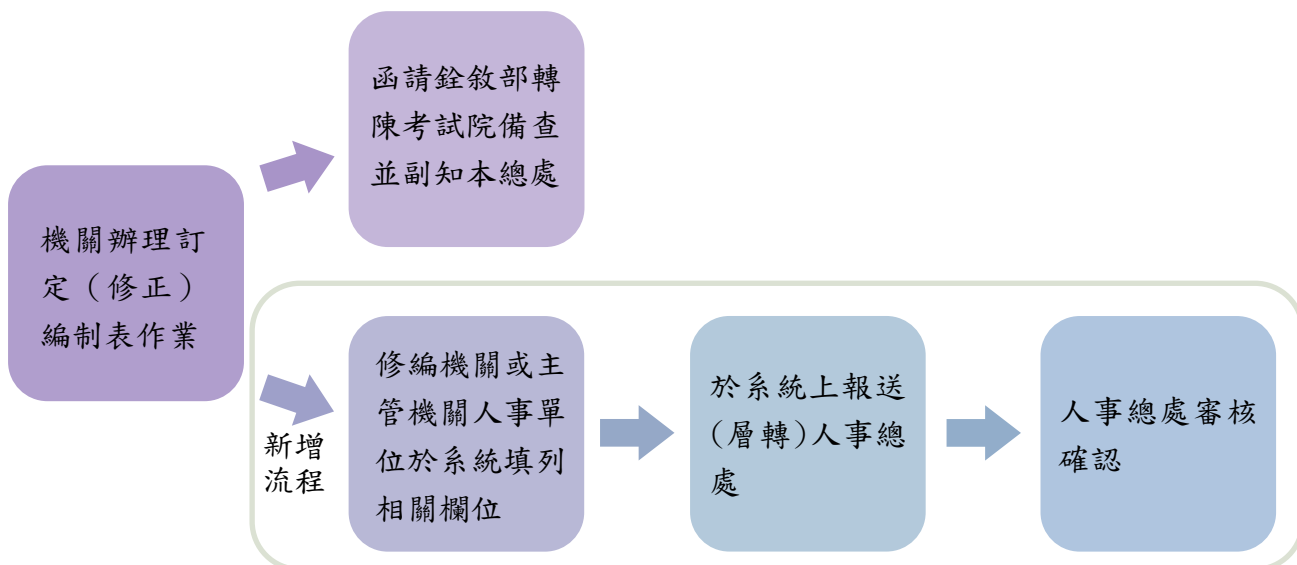 函請銓敘部轉
陳考試院備查
並副知本總處
機關辦理訂
定（修正）
編制表作業
新增
流程
修編機關或主
管機關人事單
位於系統填列
相關欄位
於系統上報送
(層轉)人事總
處
人事總處審核
確認